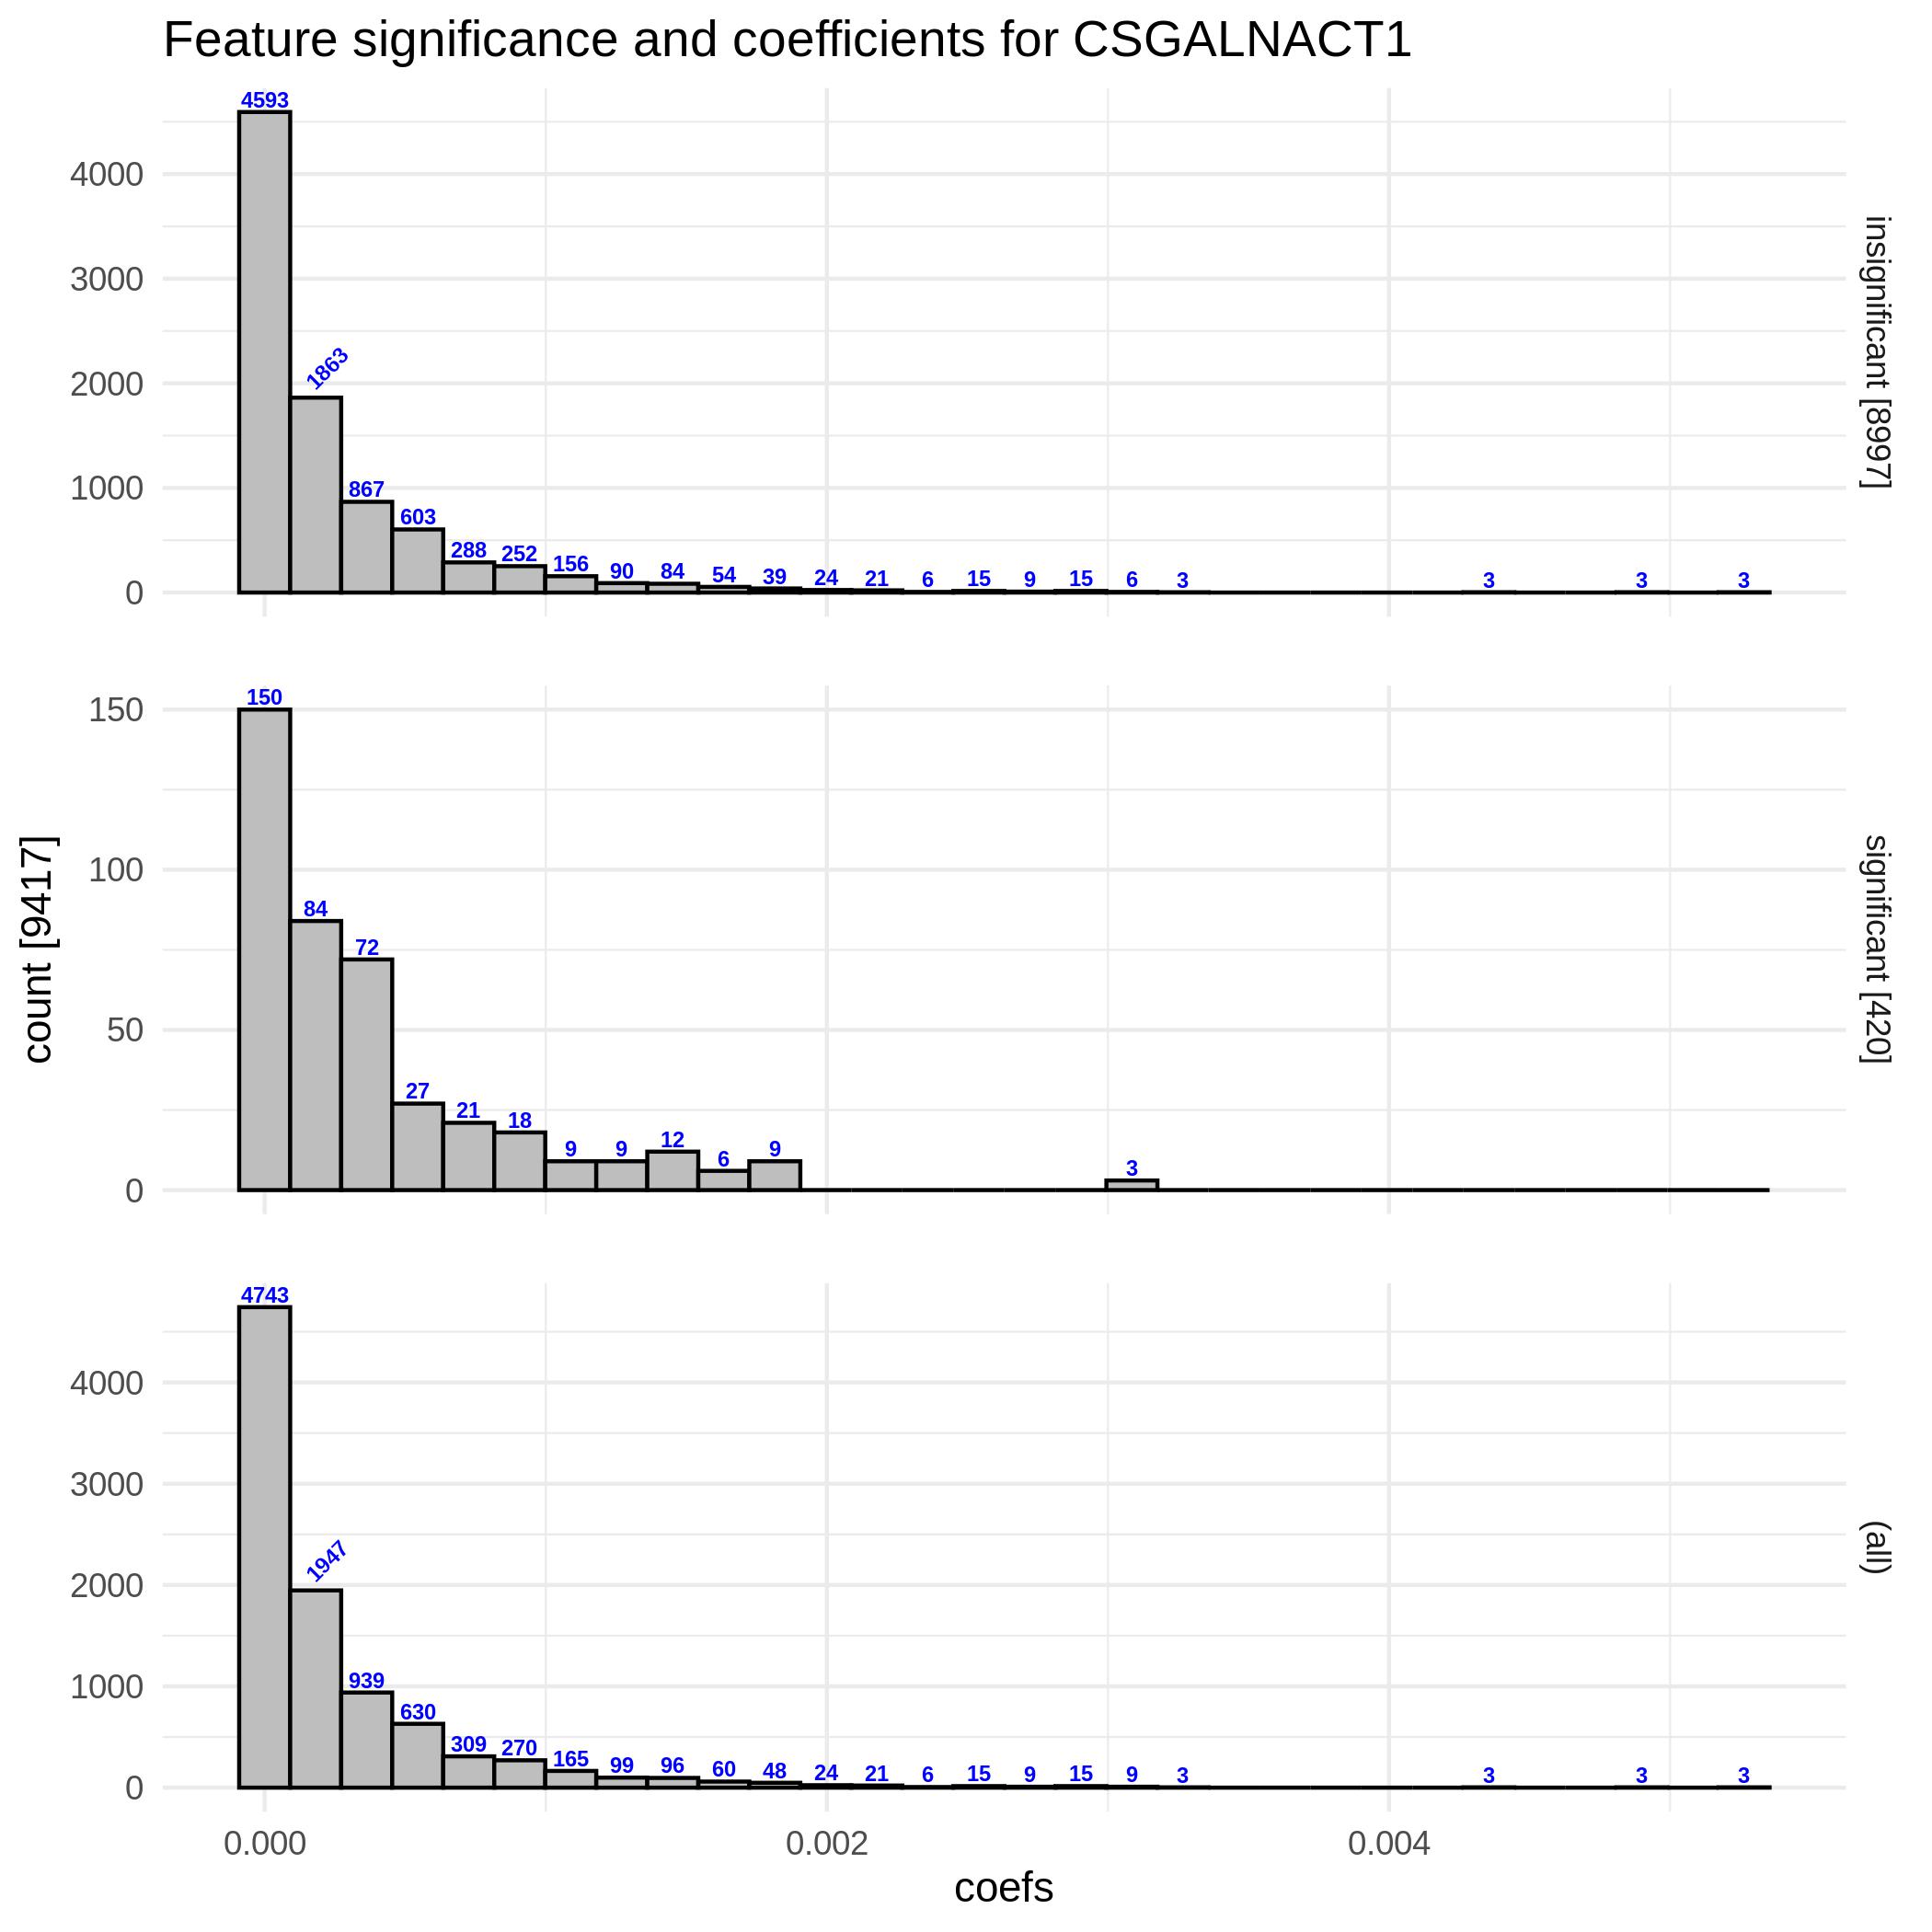 Feature significance and coefficients for CSGALNACT1
count [9417]
4593
1863
867
603
288 252 156 90 84 54 39 24 21 6 15 9 15 6 3 3 3 3
4000
3000
2000
1000
0
insignificant [8997]
150
84
72
27
21
18
9 9 12 6 9 3
150
100
50
0
significant [420]
4743
1947
939
630
309 270 165 99 96 60 48 24 21 6 15 9 15 9 3 3 3 3
4000
3000
2000
1000
0
(all)
0.000 0.002 0.004
coefs